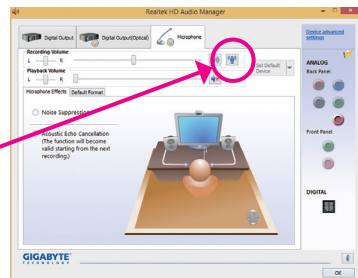 Realtek HD Audio Manager
Digital Output
Digital Output(Optical)
Microphone
Device advanced settings
Recording Volume
L R
Set Default Device
Playback Volume
L R
Microphone Effects
Default Format
Noise Suppression
Acoustic Echo Cancellation
(The function will become
valid starting from the next
recording.)
ANALOG
Back Panel
Front Panel
DIGITAL
GIGABYTE
TECHNOLOGY
OK